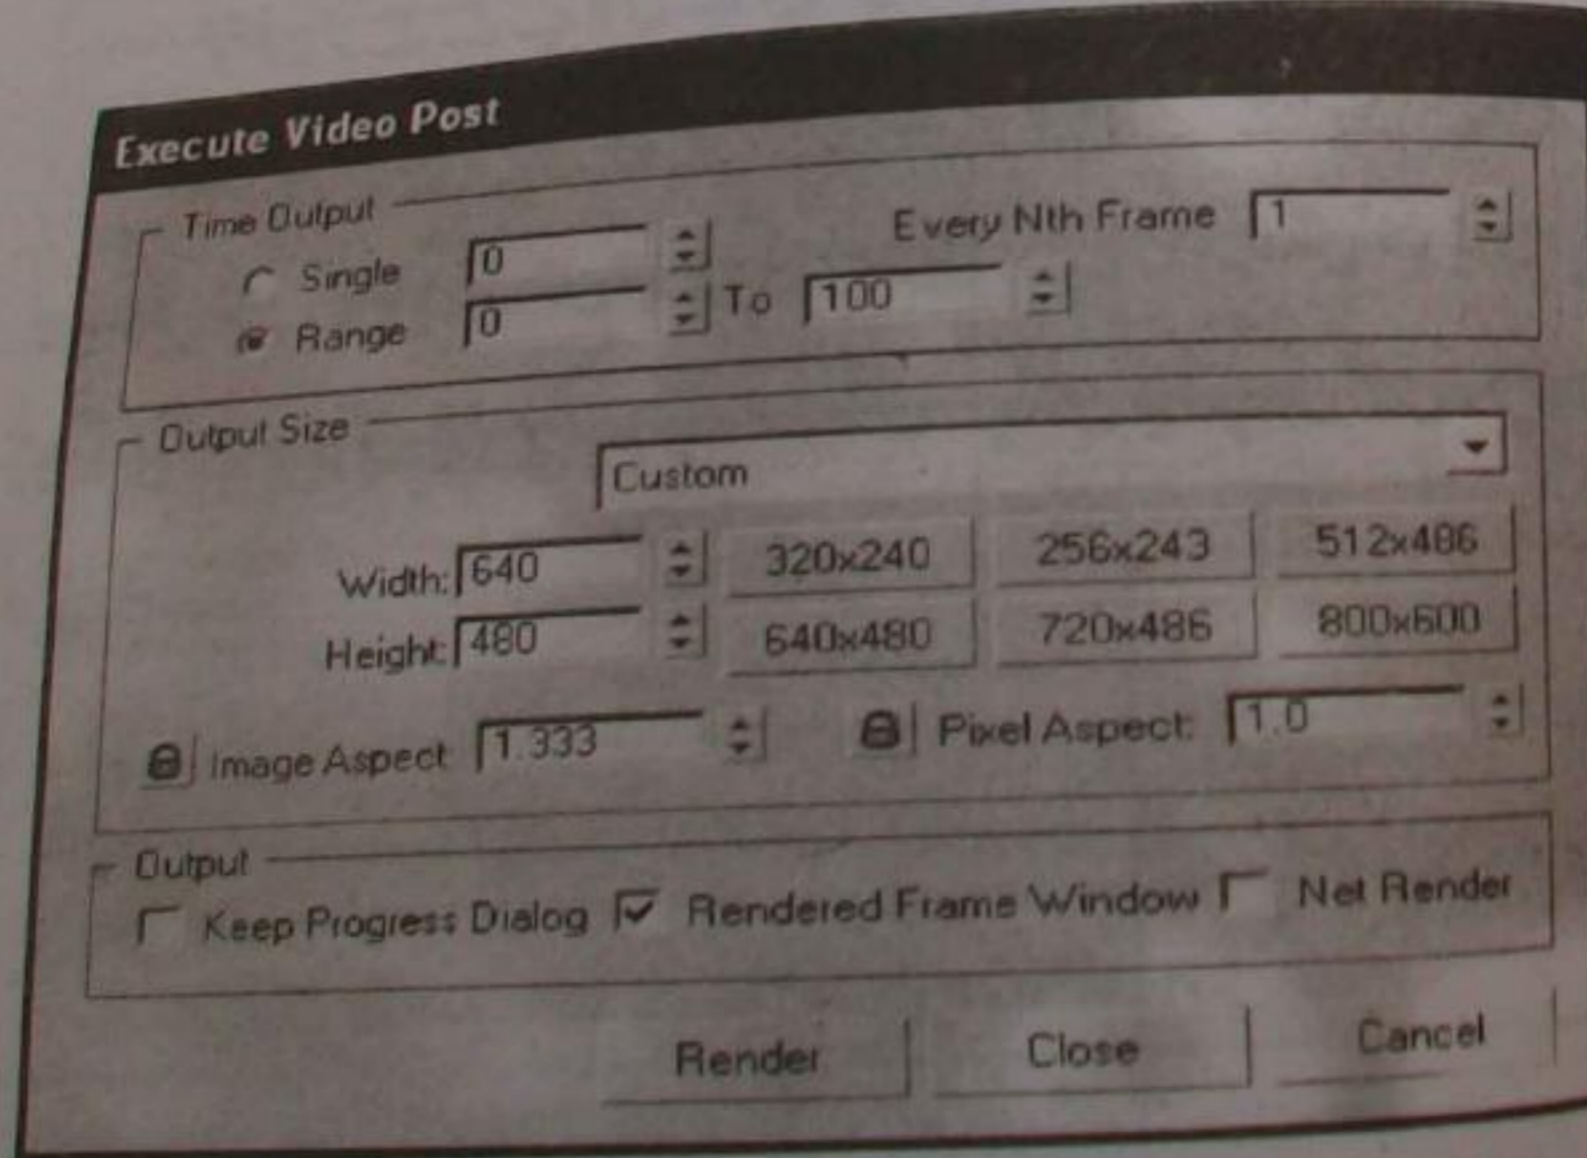 Execute Video Post
Time Output
Single 0 Every Nth Frame 1
Range 0 To 100
Output Size
Custom
Width: 640 320x240 256x243 512x486
Height: 480 640x480 720x486 800x600
Image Aspect 1.333 Pixel Aspect: 1.0
Output
Keep Progress Dialog Rendered Frame Window Net Render
Render Close Cancel